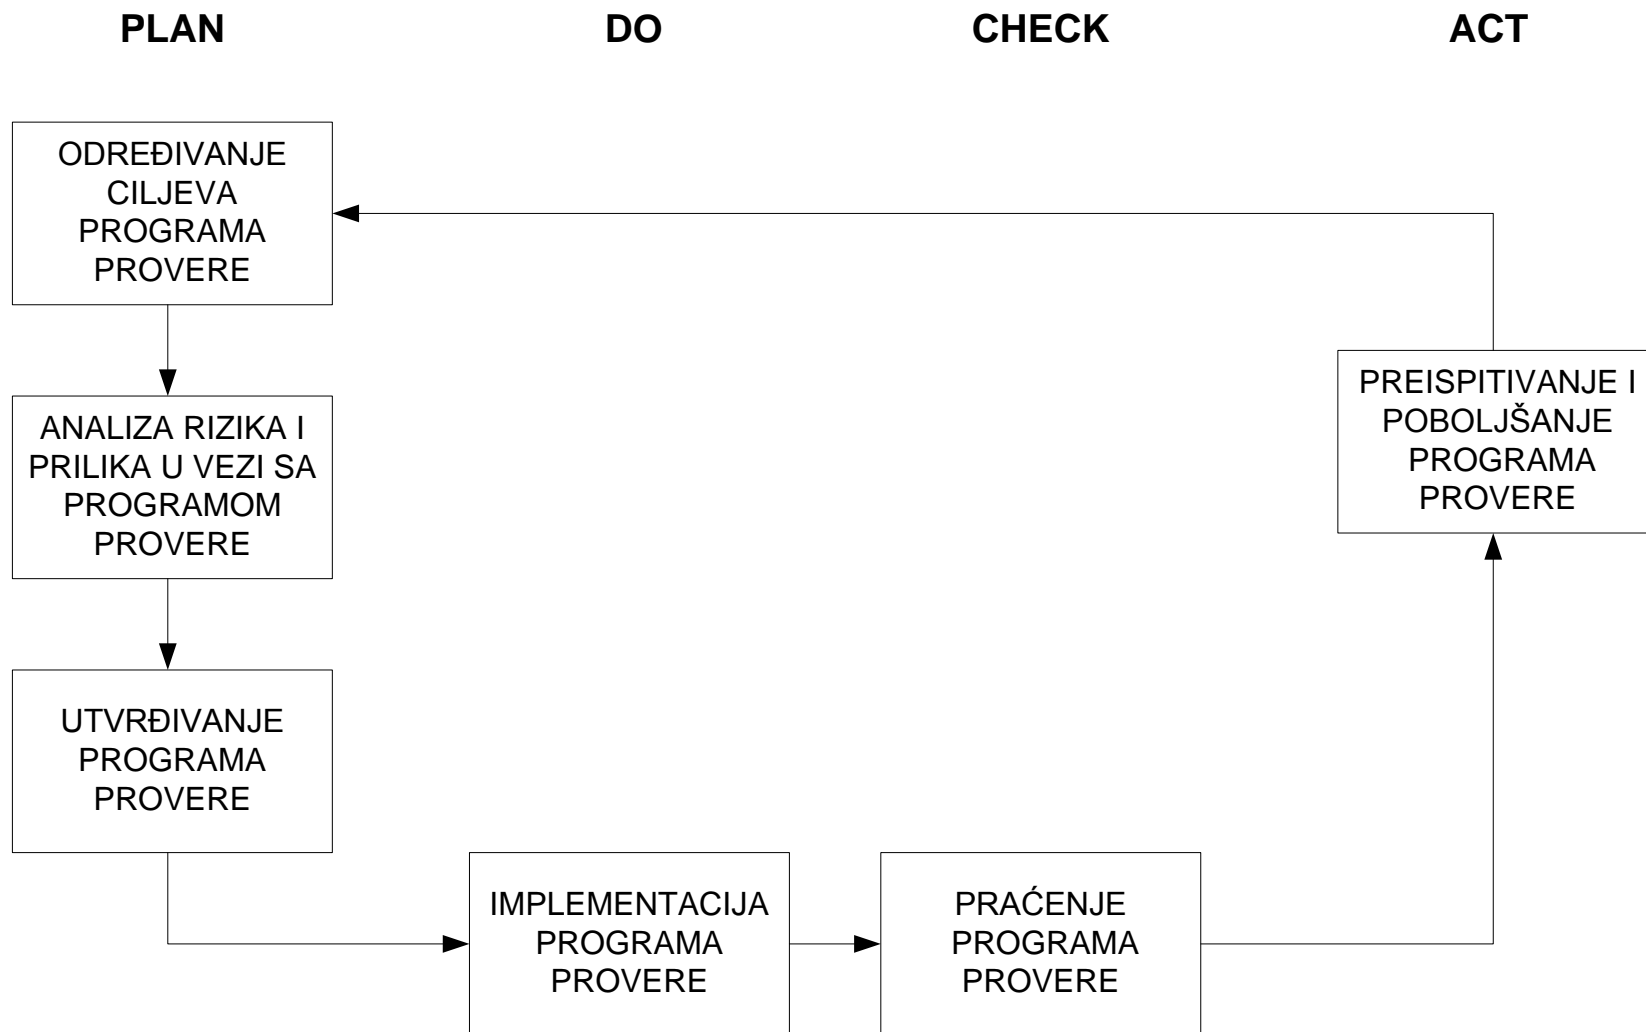 PLAN
DO
CHECK
ACT
ODREĐIVANJE
CILJEVA
PROGRAMA
PROVERE
ANALIZA RIZIKA I
PRILIKA U VEZI SA
PROGRAMOM
PROVERE
UTVRĐIVANJE
PROGRAMA
PROVERE
IMPLEMENTACIJA
PROGRAMA
PROVERE
PRAĆENJE
PROGRAMA
PROVERE
PREISPITIVANJE I
POBOLJŠANJE
PROGRAMA
PROVERE